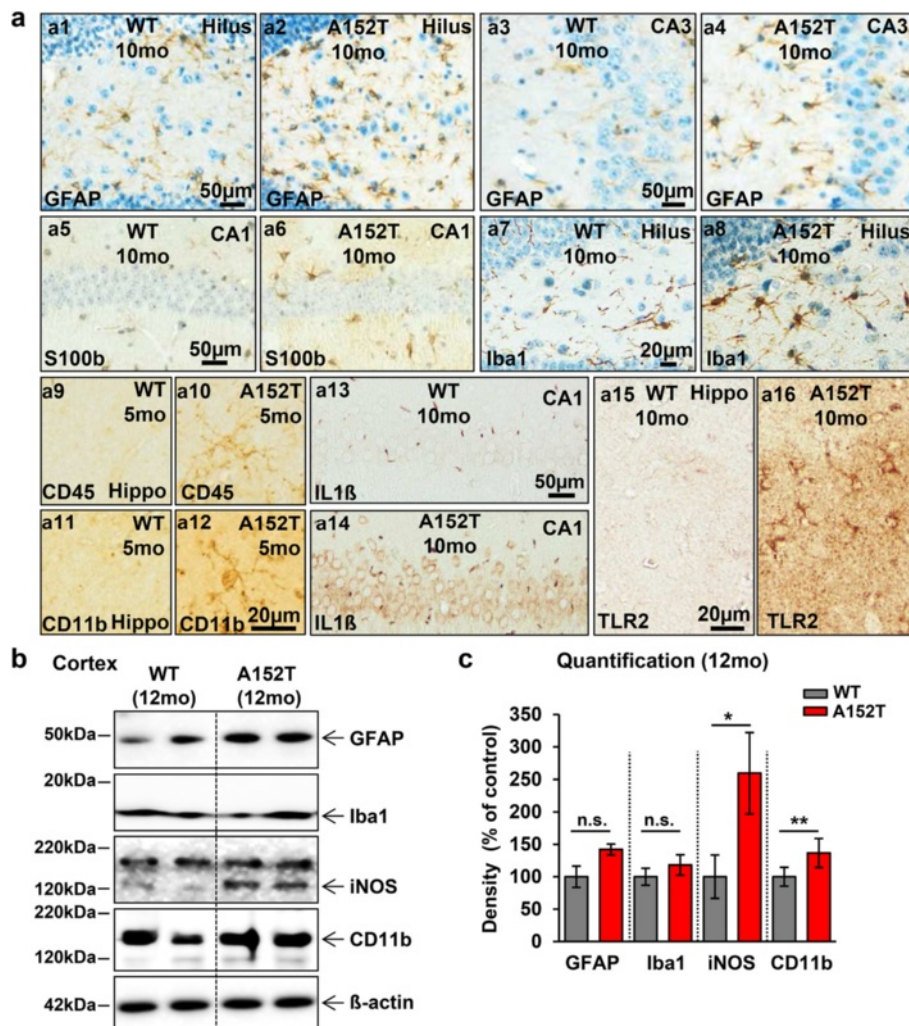 a
a1 WT Hilus
10mo
GFAP 50µm
a2 A152T Hilus
10mo
GFAP
a3 WT CA3
10mo
GFAP 50µm
a4 A152T CA3
10mo
GFAP
a5 WT CA1
10mo
S100b 50µm
a6 A152T CA1
10mo
S100b
a7 WT Hilus
10mo
Iba1 20µm
a8 A152T Hilus
10mo
Iba1
a9 WT
5mo
CD45 Hippo
a10 A152T
5mo
CD45
a11 WT
5mo
CD11b Hippo
a12 A152T
5mo
CD11b 20µm
a13 WT CA1
10mo
IL1ß 50µm
a14 A152T CA1
10mo
IL1ß
a15 WT Hippo
10mo
TLR2 20µm
a16 A152T
10mo
TLR2
b Cortex
WT A152T
(12mo) (12mo)
50kDa GFAP
20kDa
Iba1
220kDa
120kDa iNOS
220kDa
CD11b
120kDa
42kDa ß-actin
c Quantification (12mo)
WT
A152T
Density (% of control)
350
300
250
200
150
100
50
0
n.s. n.s. * **
GFAP Iba1 iNOS CD11b